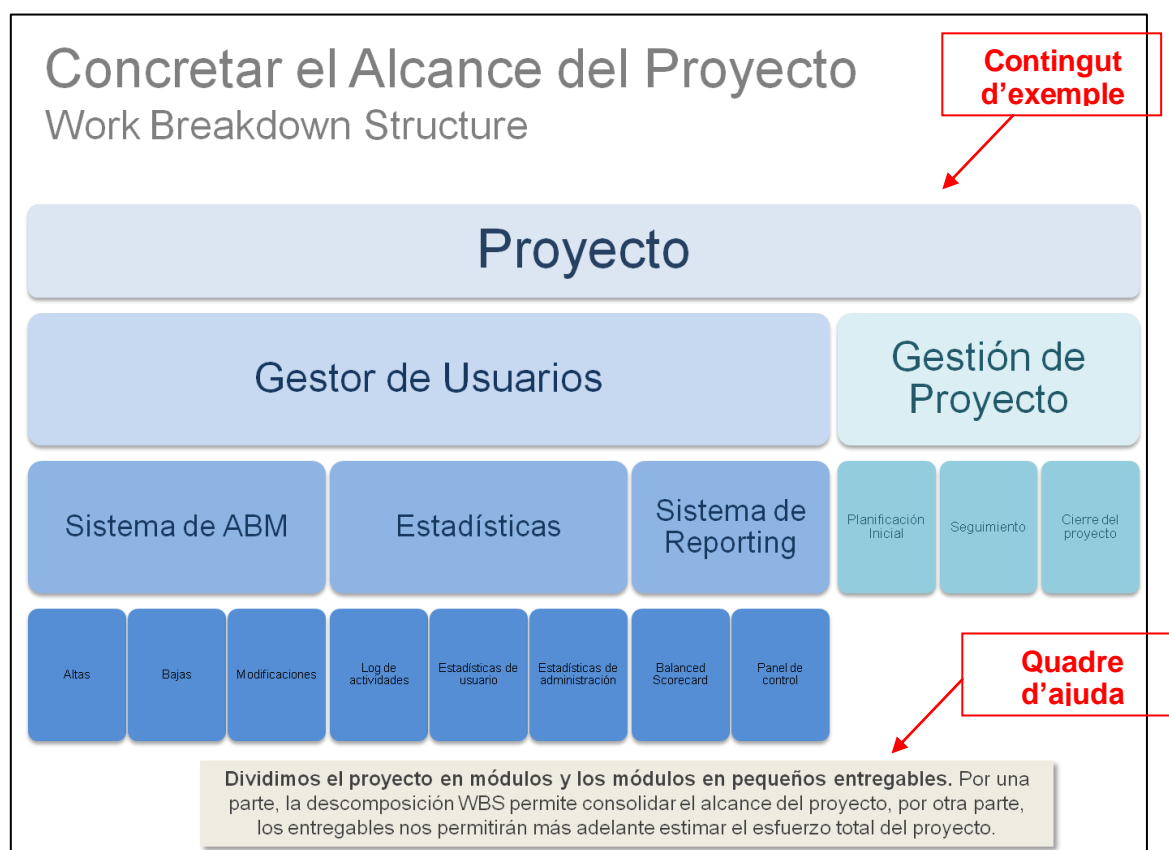 Concretar el Alcance del Proyecto
Work Breakdown Structure
Contingut
d'exemple
Proyecto
Gestor de Usuarios
Gestión de
Proyecto
Sistema de ABM
Estadísticas
Sistema de
Reporting
Planificación
Inicial
Seguimiento
Cierre del
proyecto
Altas
Bajas
Modificaciones
Log de
actividades
Estadísticas de
usuario
Estadísticas de
administración
Balanced
Scorecard
Panel de
control
Quadre
d'ajuda
Dividimos el proyecto en módulos y los módulos en pequeños entregables. Por una
parte, la descomposición WBS permite consolidar el alcance del proyecto, por otra parte,
los entregables nos permitirán más adelante estimar el esfuerzo total del proyecto.